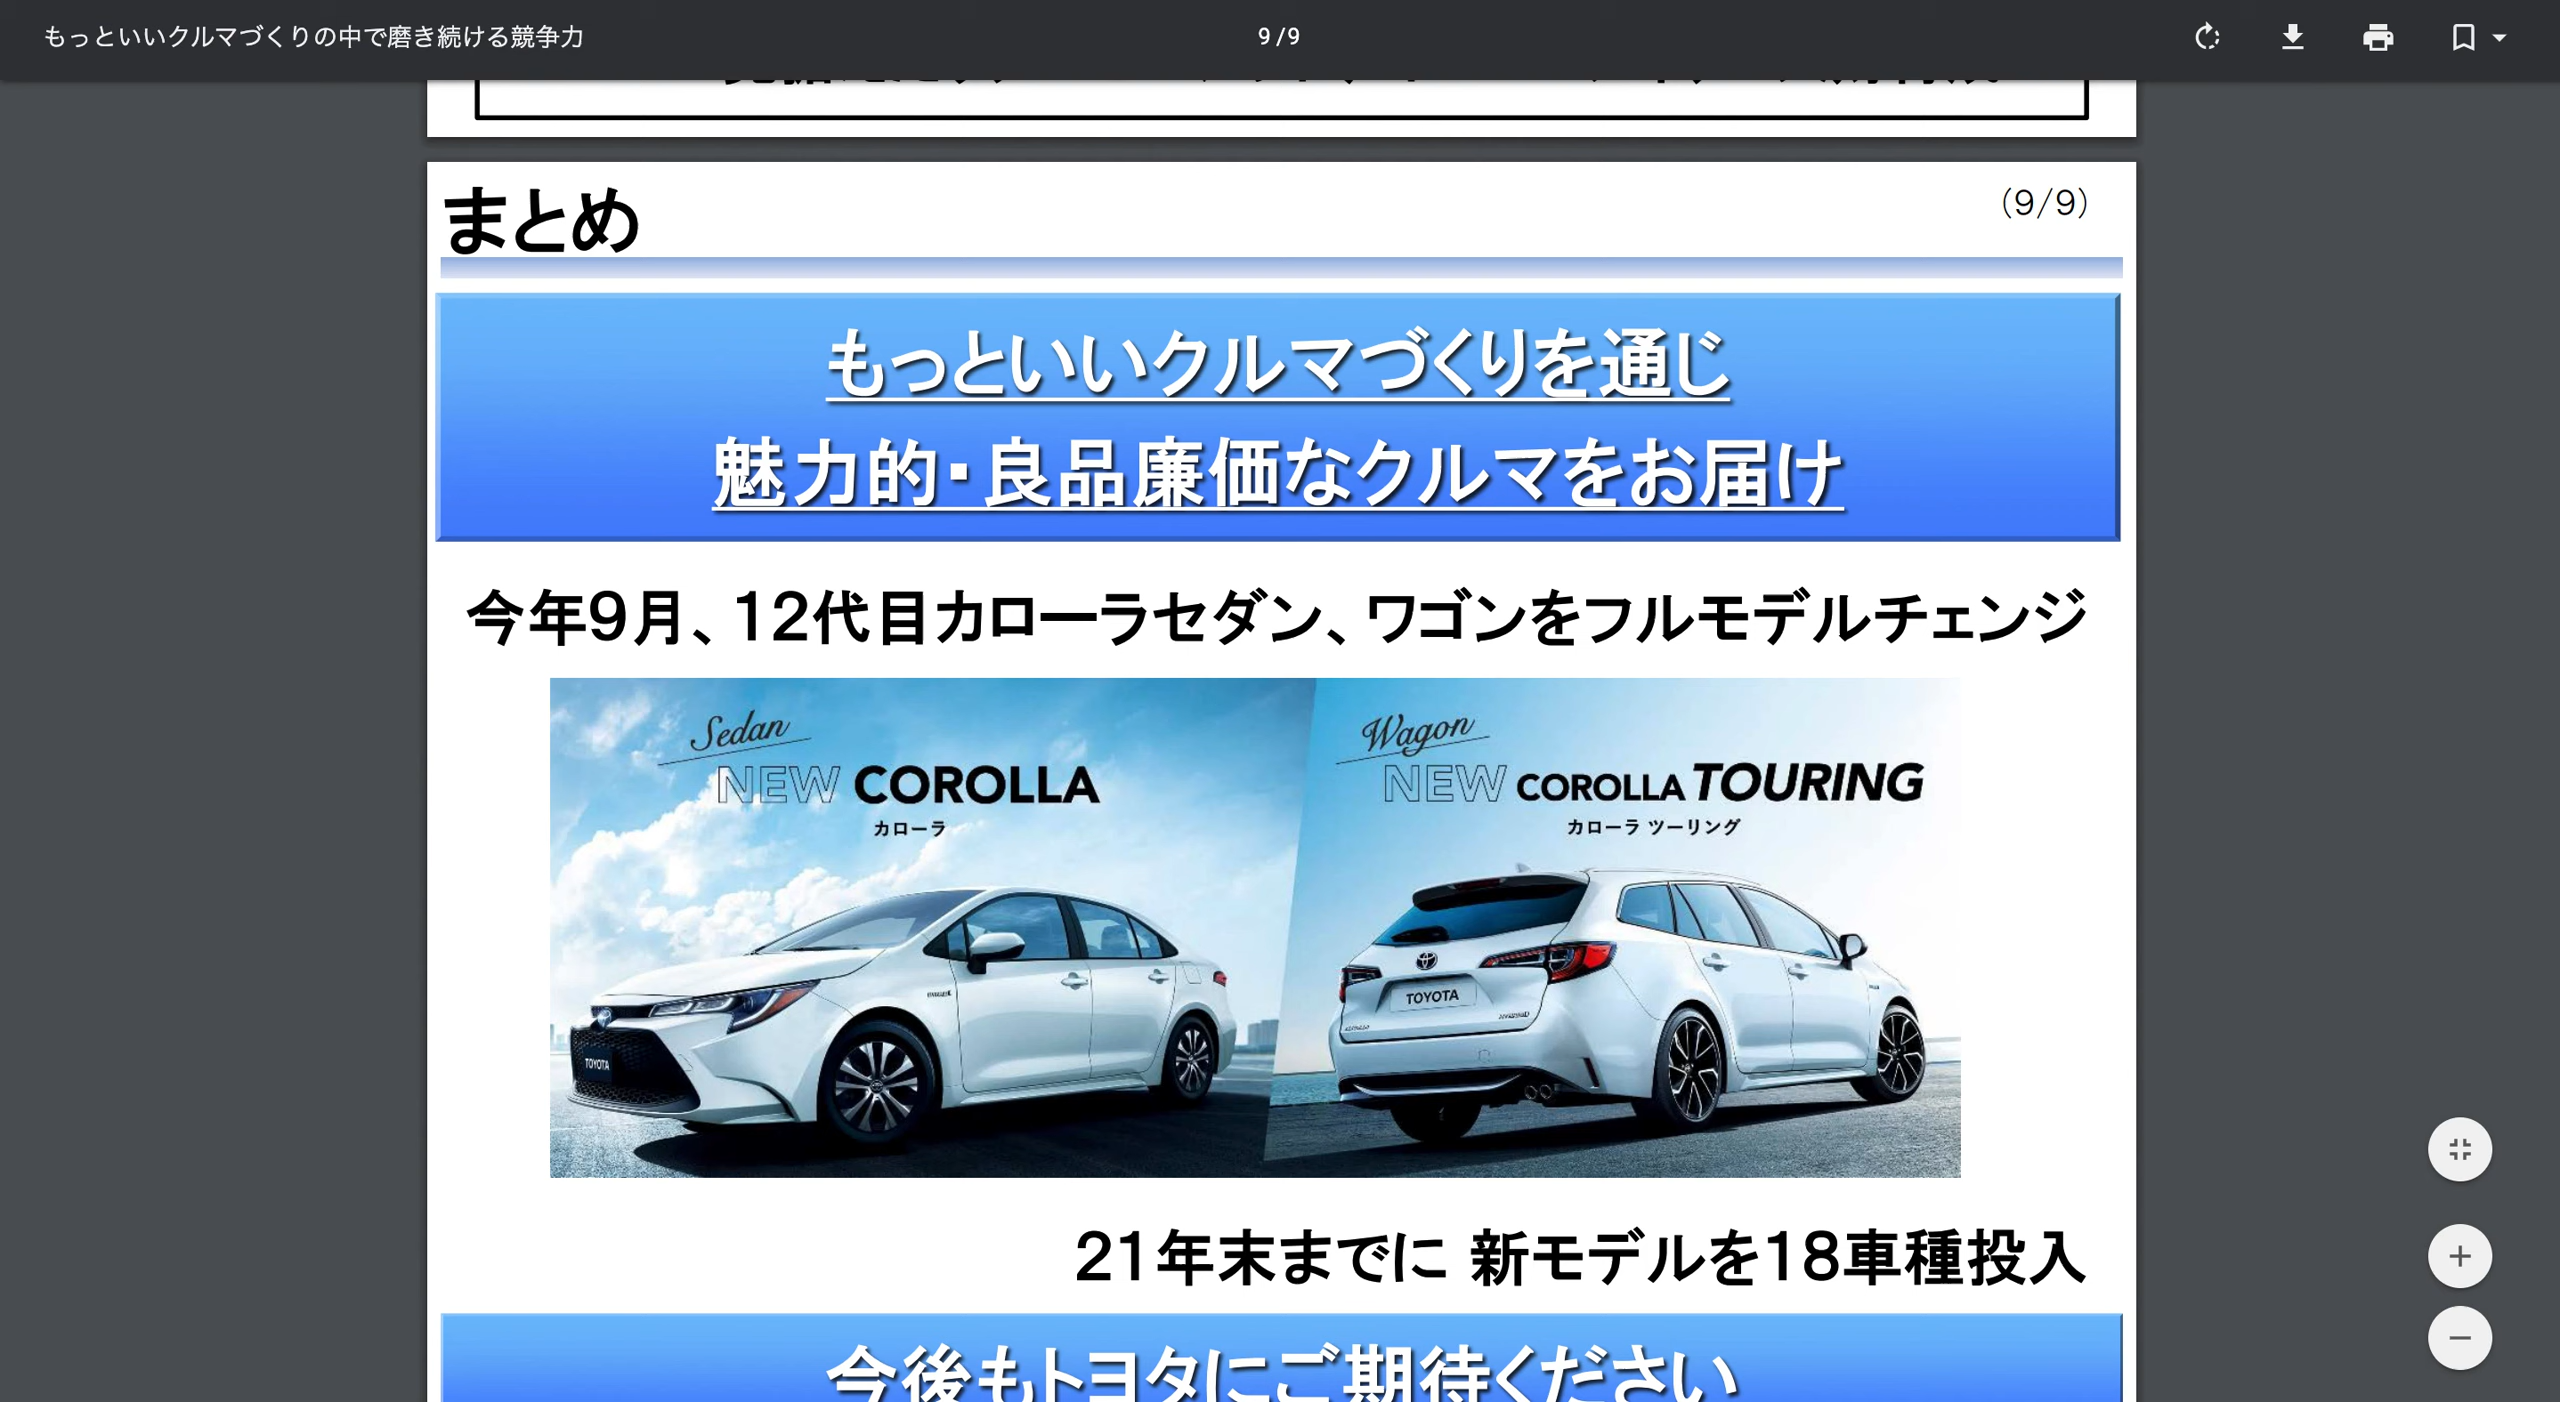 もっといいクルマづくりの中で磨き続ける競争力
9 / 9
まとめ
(9/9)
もっといいクルマづくりを通じ
魅力的・良品廉価なクルマをお届け
今年9月、12代目カローラセダン、ワゴンをフルモデルチェンジ
Sedan
NEW COROLLA
カローラ
TOYOTA
Wagon
NEW COROLLA TOURING
カローラ ツーリング
TOYOTA
21年末までに 新モデルを18車種投入
今後もトヨタにご期待ください